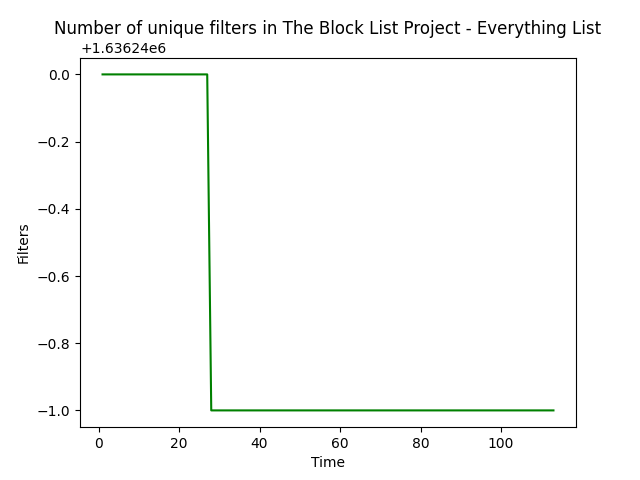 Number of unique filters in The Block List Project - Everything List
+1.63624e6
0.0
−0.2
−0.4
−0.6
−0.8
−1.0
Filters
0 20 40 60 80 100
Time